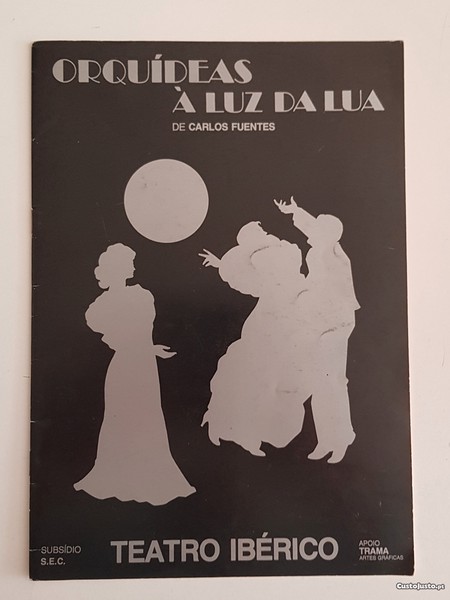 ORQUÍDEAS
À LUZ DA LUA
DE CARLOS FUENTES
SUBSÍDIO
S.E.C.
TEATRO IBÉRICO
APOIO
TRAMA
ARTES GRÁFICAS
CustoJusto.pt